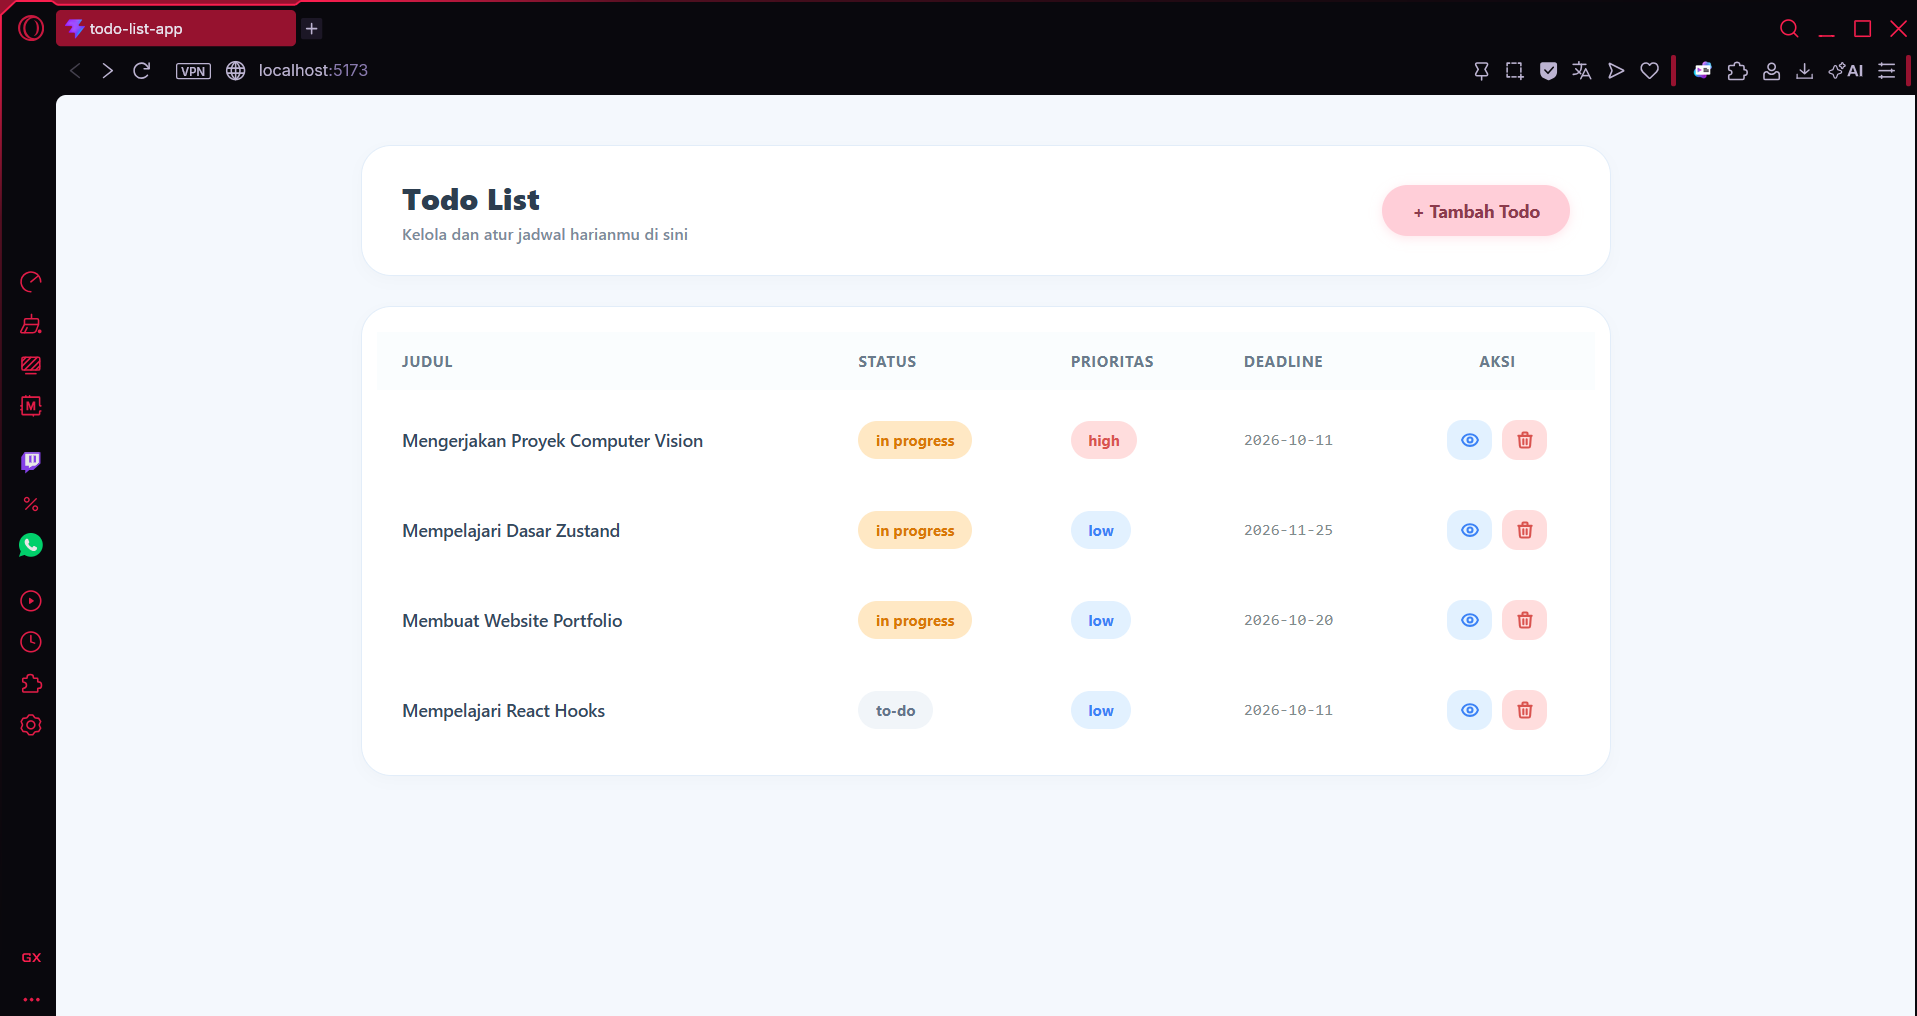 todo-list-app
VPN localhost:5173 AI
Todo List
Kelola dan atur jadwal harianmu di sini
+ Tambah Todo
JUDUL STATUS PRIORITAS DEADLINE AKSI
Mengerjakan Proyek Computer Vision in progress high 2026-10-11
Mempelajari Dasar Zustand in progress low 2026-11-25
Membuat Website Portfolio in progress low 2026-10-20
Mempelajari React Hooks to-do low 2026-10-11
M
GX